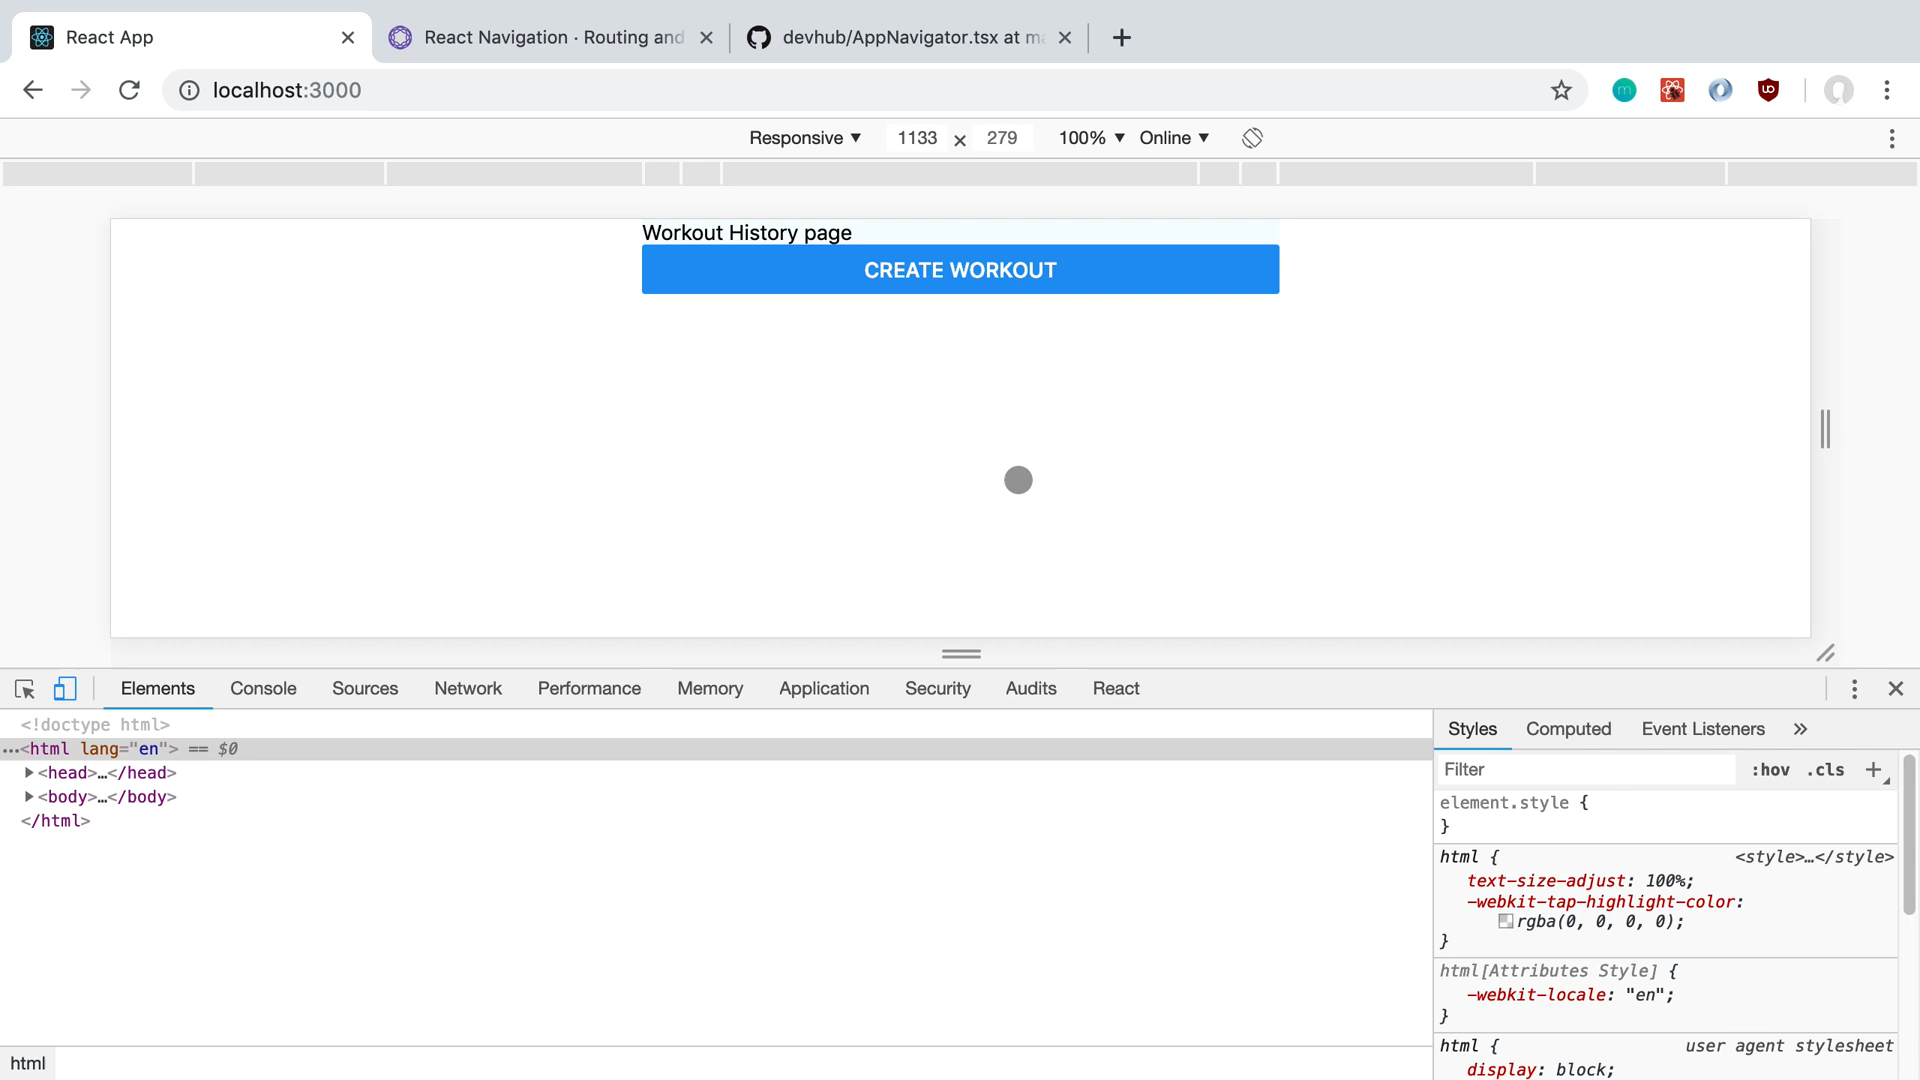 React App
React Navigation · Routing and
devhub/AppNavigator.tsx at ma
localhost:3000
Responsive ▼ 1133 × 279 100% ▼ Online ▼
Workout History page
CREATE WORKOUT
Elements Console Sources Network Performance Memory Application Security Audits React
<!doctype html>
…<html lang="en"> == $0
▶<head>…</head>
▶<body>…</body>
</html>
html
Styles Computed Event Listeners »
Filter :hov .cls +
element.style {
}
html { <style>…</style>
text-size-adjust: 100%;
-webkit-tap-highlight-color:
rgba(0, 0, 0, 0);
}
html[Attributes Style] {
-webkit-locale: "en";
}
html { user agent stylesheet
display: block;